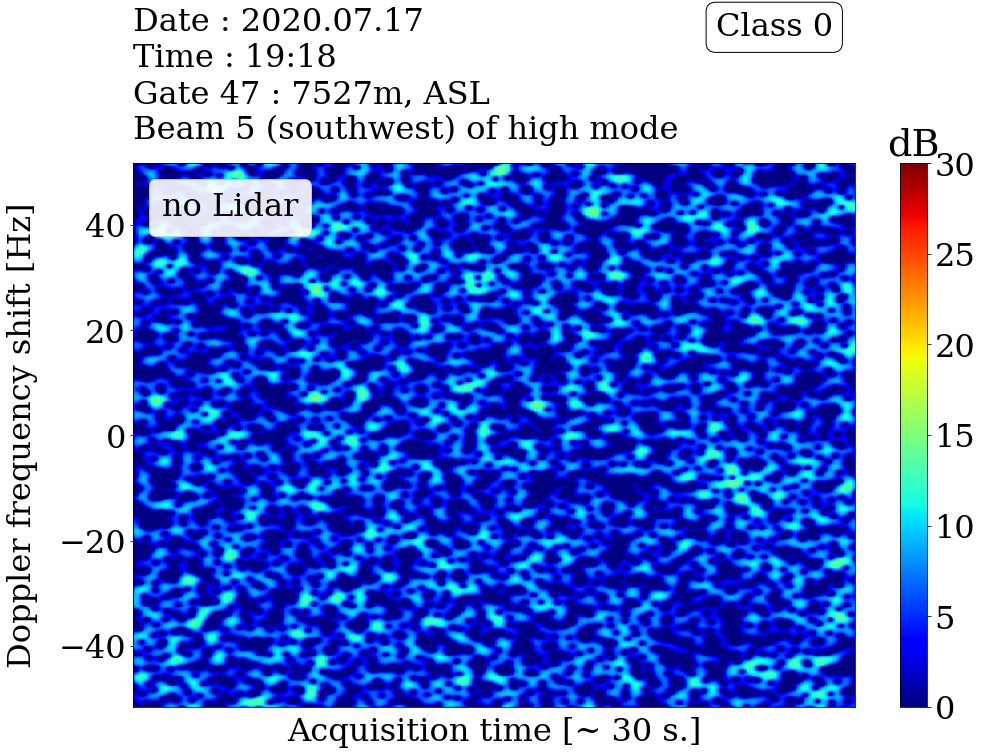 Date : 2020.07.17
Time : 19:18
Gate 47 : 7527m, ASL
Beam 5 (southwest) of high mode
Class 0
dB
no Lidar
Doppler frequency shift [Hz]
40
20
0
−20
−40
Acquisition time [~ 30 s.]
30
25
20
15
10
5
0